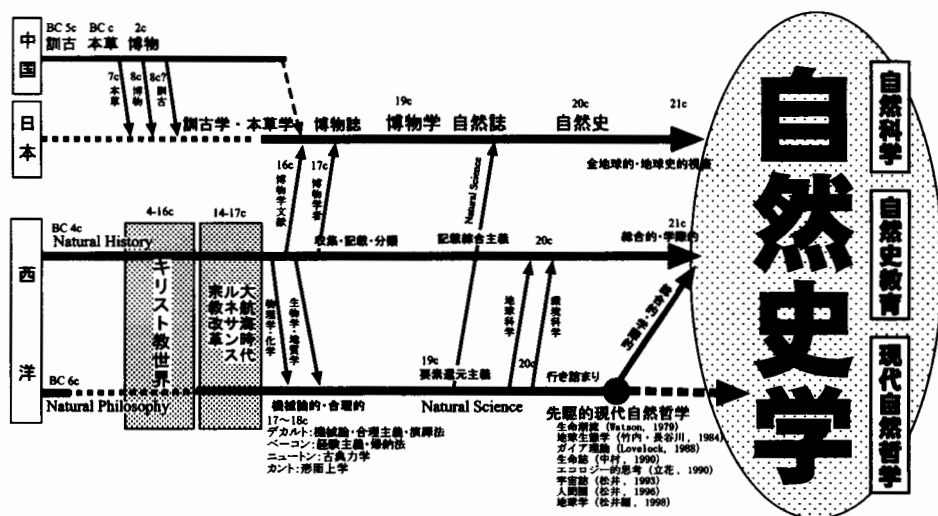 中国
BC 5c BC c 2c
訓古 本草 博物
7c 本草
8c 博物
8c? 訓古
日本
訓古学・本草学
博物誌
19c
博物学
自然誌
20c
自然史
21c
全地球的・地球史的視座
16c 博物学文献
17c 博物学者
Natural Science
西洋
BC 4c
Natural History
4-16c
キリスト教世界
14-17c
大航海時代
ルネサンス
宗教改革
収集・記載・分類
記載総合主義
20c
21c
総合的・学際的
物理学・化学
生物学・地質学
地球科学
環境科学
総合的・学際的
BC 6c
Natural Philosophy
機械論的・合理的
19c
要素還元主義
Natural Science
20c
行き詰まり
17〜18c
デカルト:機械論・合理主義・演繹法
ベーコン:経験主義・帰納法
ニュートン:古典力学
カント:形而上学
先駆的現代自然哲学
生命潮流 (Watson, 1979)
地球生態学 (竹内・長谷川, 1984)
ガイア理論 (Lovelock, 1988)
生命誌 (中村, 1990)
エコロジー的思考 (立花, 1990)
宇宙誌 (松井, 1993)
人間圏 (松井, 1996)
地球学 (松井編, 1998)
自然史学
自然科学
自然史教育
現代自然哲学